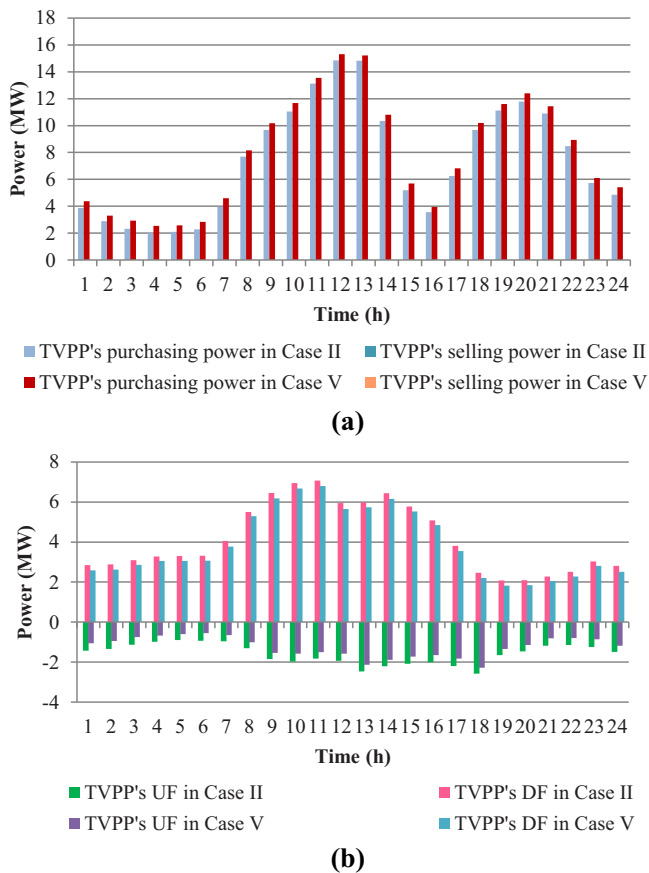 18
16
14
12
10
8
6
4
2
0
Power (MW)
1 2 3 4 5 6 7 8 9 10 11 12 13 14 15 16 17 18 19 20 21 22 23 24
Time (h)
TVPP's purchasing power in Case II TVPP's selling power in Case II
TVPP's purchasing power in Case V TVPP's selling power in Case V
(a)
8
6
4
2
0
-2
-4
Power (MW)
1 2 3 4 5 6 7 8 9 10 11 12 13 14 15 16 17 18 19 20 21 22 23 24
Time (h)
TVPP's UF in Case II TVPP's DF in Case II
TVPP's UF in Case V TVPP's DF in Case V
(b)